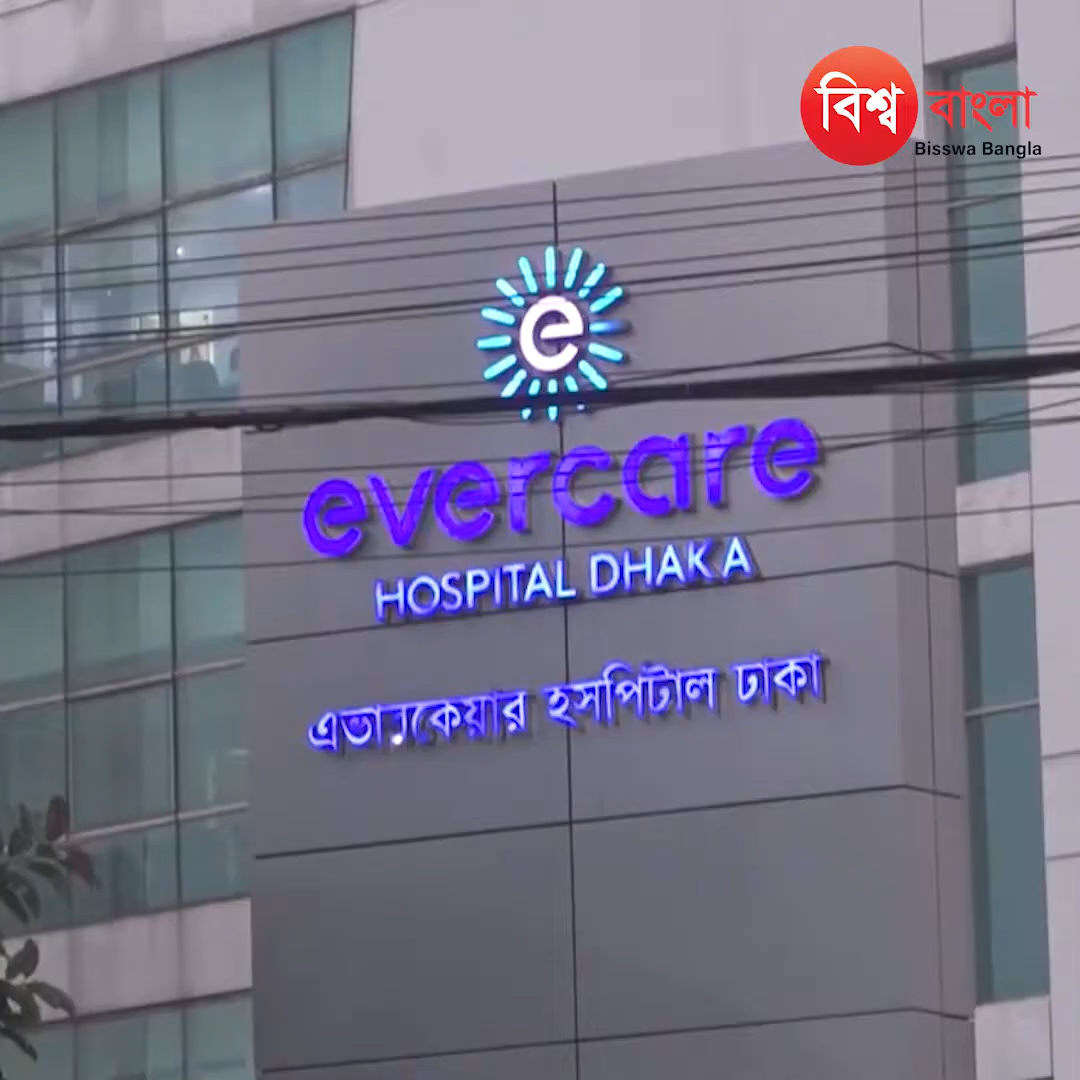 বিশ্ব বাংলা
Bisswa Bangla
e
evercare
HOSPITAL DHAKA
এভারকেয়ার হসপিটাল ঢাকা